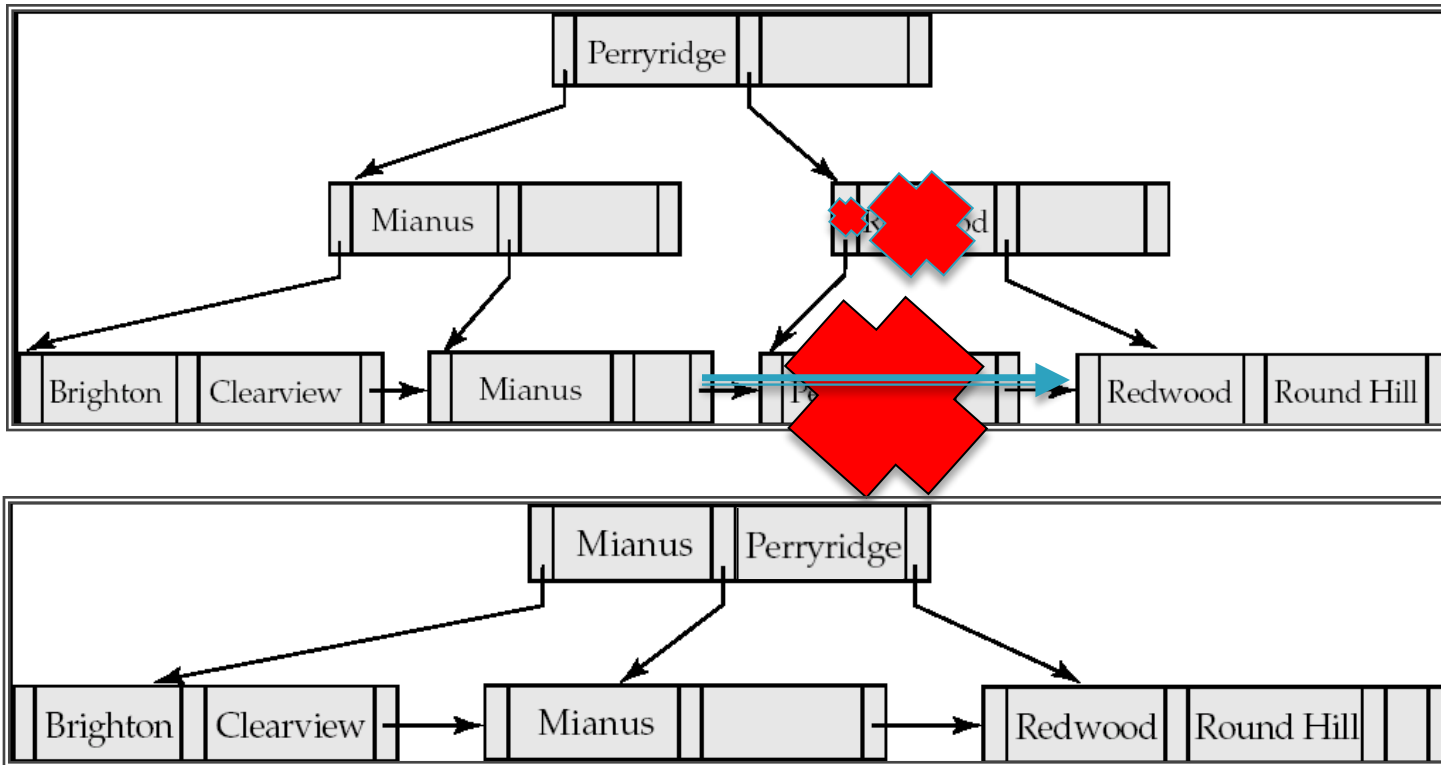 Perryridge
Mianus
Brighton Clearview Mianus Redwood Round Hill
Mianus Perryridge
Brighton Clearview Mianus Redwood Round Hill